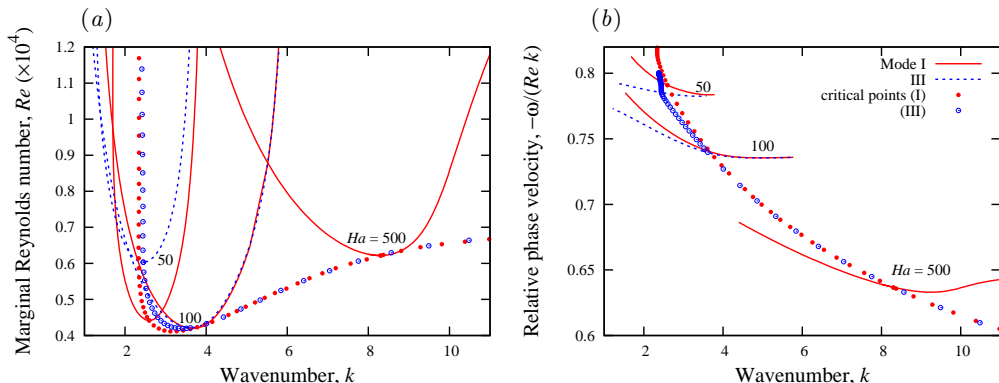 (a)
Marginal Reynolds number, Re (×10⁴)
1.2
1.1
1
0.9
0.8
0.7
0.6
0.5
0.4
Ha = 500
50
100
2
4
6
8
10
Wavenumber, k
(b)
Relative phase velocity, −ω/(Re k)
0.8
0.75
0.7
0.65
0.6
Mode I
III
critical points (I)
(III)
50
100
Ha = 500
2
4
6
8
10
Wavenumber, k